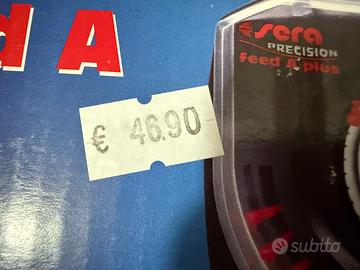 d A
sera
PRECISION
feed A plus
€ 46.90
subito